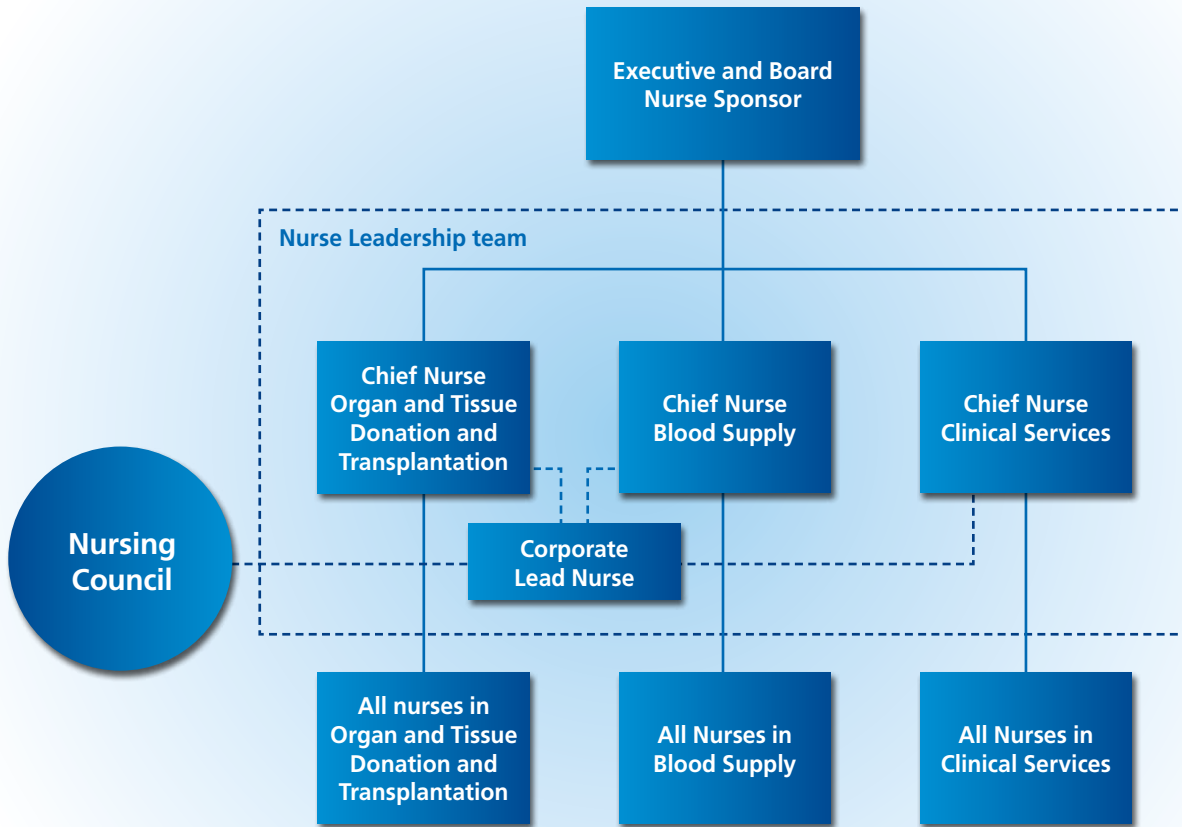 Executive and Board
Nurse Sponsor
Nurse Leadership team
Chief Nurse
Organ and Tissue
Donation and
Transplantation
Chief Nurse
Blood Supply
Chief Nurse
Clinical Services
Nursing
Council
Corporate
Lead Nurse
All nurses in
Organ and Tissue
Donation and
Transplantation
All Nurses in
Blood Supply
All Nurses in
Clinical Services